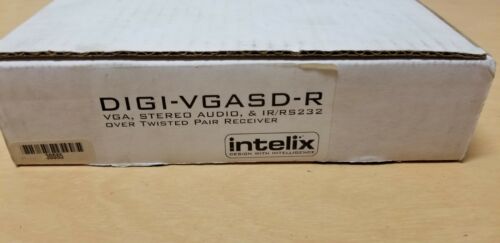 DIGI-VGASD-R
VGA, STEREO AUDIO, & IR/RS232
OVER TWISTED PAIR RECEIVER
intelix
DESIGN WITH INTELLIGENCE